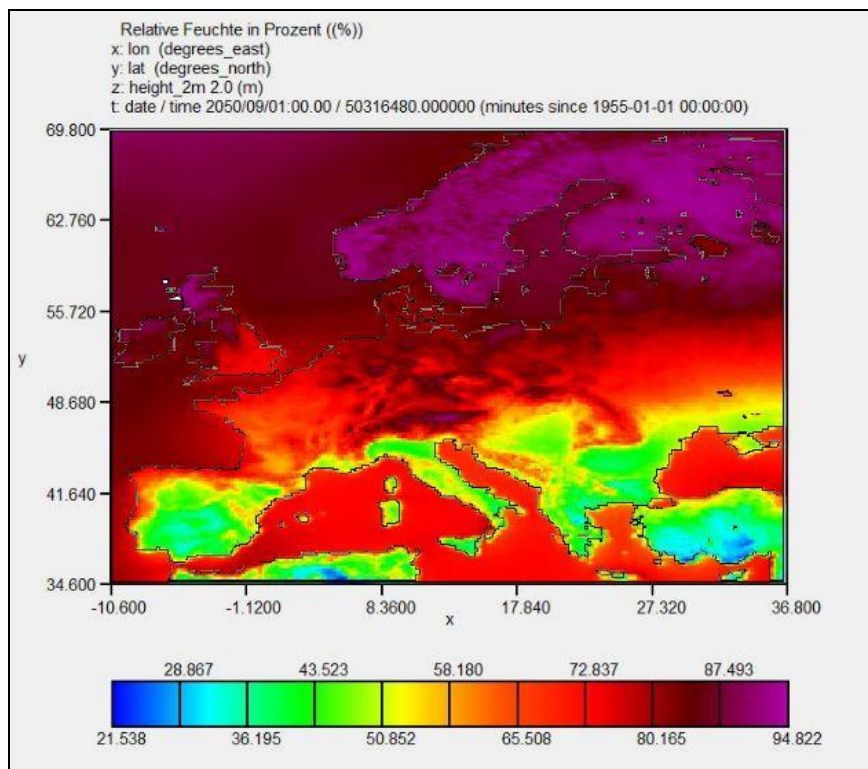 Relative Feuchte in Prozent ((%))
x: lon (degrees_east)
y: lat (degrees_north)
z: height_2m 2.0 (m)
t: date / time 2050/09/01:00.00 / 50316480.000000 (minutes since 1955-01-01 00:00:00)
69.800
62.760
55.720
y
48.680
41.640
34.600
-10.600 -1.1200 8.3600 17.840 27.320 36.800
x
28.867 43.523 58.180 72.837 87.493
21.538 36.195 50.852 65.508 80.165 94.822